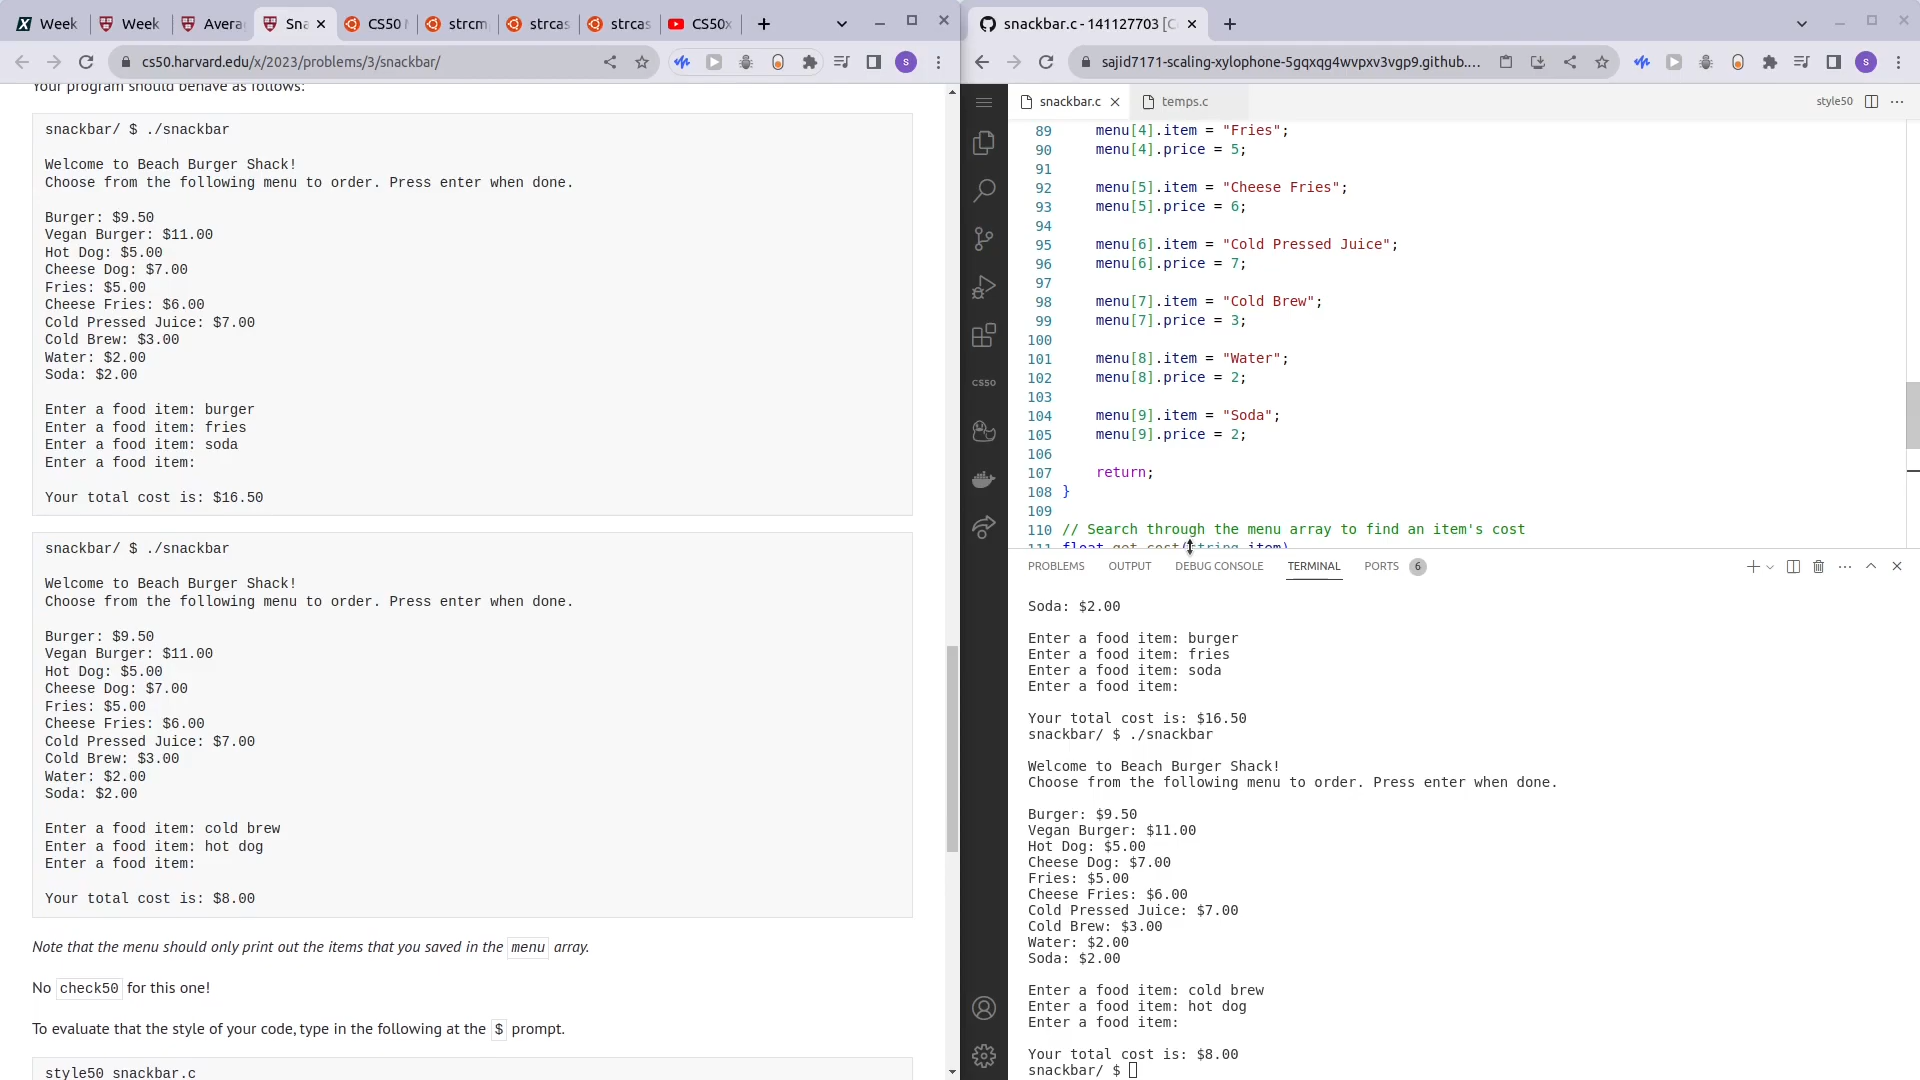 Week
Week
Avera
Sna
CS50 N
strcm
strcas
strcas
CS50x
snackbar.c - 141127703 [C
cs50.harvard.edu/x/2023/problems/3/snackbar/
s
sajid7171-scaling-xylophone-5gqxqg4wvpxv3vgp9.github....
s
Your program should behave as follows:
snackbar/ $ ./snackbar
Welcome to Beach Burger Shack!
Choose from the following menu to order. Press enter when done.
Burger: $9.50
Vegan Burger: $11.00
Hot Dog: $5.00
Cheese Dog: $7.00
Fries: $5.00
Cheese Fries: $6.00
Cold Pressed Juice: $7.00
Cold Brew: $3.00
Water: $2.00
Soda: $2.00
Enter a food item: burger
Enter a food item: fries
Enter a food item: soda
Enter a food item:
Your total cost is: $16.50
snackbar/ $ ./snackbar
Welcome to Beach Burger Shack!
Choose from the following menu to order. Press enter when done.
Burger: $9.50
Vegan Burger: $11.00
Hot Dog: $5.00
Cheese Dog: $7.00
Fries: $5.00
Cheese Fries: $6.00
Cold Pressed Juice: $7.00
Cold Brew: $3.00
Water: $2.00
Soda: $2.00
Enter a food item: cold brew
Enter a food item: hot dog
Enter a food item:
Your total cost is: $8.00
Note that the menu should only print out the items that you saved in the menu array.
No check50 for this one!
To evaluate that the style of your code, type in the following at the $ prompt.
style50 snackbar.c
snackbar.c
temps.c
style50
CS50
89 menu[4].item = "Fries";
90 menu[4].price = 5;
91
92 menu[5].item = "Cheese Fries";
93 menu[5].price = 6;
94
95 menu[6].item = "Cold Pressed Juice";
96 menu[6].price = 7;
97
98 menu[7].item = "Cold Brew";
99 menu[7].price = 3;
100
101 menu[8].item = "Water";
102 menu[8].price = 2;
103
104 menu[9].item = "Soda";
105 menu[9].price = 2;
106
107 return;
108 }
109
110 // Search through the menu array to find an item's cost
111 float get_cost(string item)
PROBLEMS OUTPUT DEBUG CONSOLE TERMINAL PORTS 6
Soda: $2.00
Enter a food item: burger
Enter a food item: fries
Enter a food item: soda
Enter a food item:
Your total cost is: $16.50
snackbar/ $ ./snackbar
Welcome to Beach Burger Shack!
Choose from the following menu to order. Press enter when done.
Burger: $9.50
Vegan Burger: $11.00
Hot Dog: $5.00
Cheese Dog: $7.00
Fries: $5.00
Cheese Fries: $6.00
Cold Pressed Juice: $7.00
Cold Brew: $3.00
Water: $2.00
Soda: $2.00
Enter a food item: cold brew
Enter a food item: hot dog
Enter a food item:
Your total cost is: $8.00
snackbar/ $